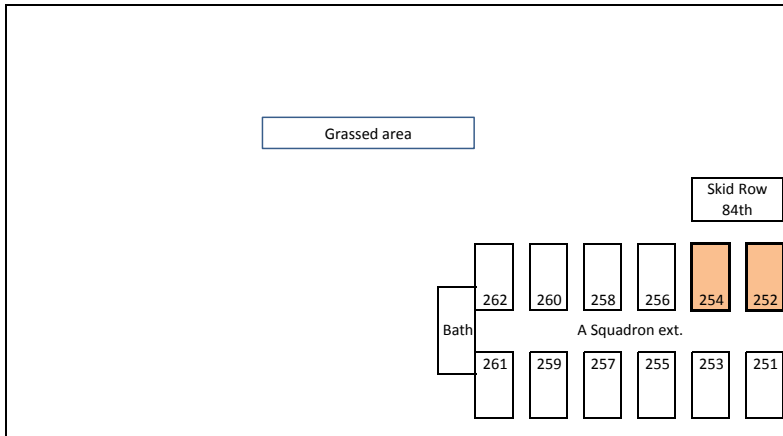 Grassed area
Skid Row
84th
262 260 258 256 254 252
Bath
A Squadron ext.
261 259 257 255 253 251